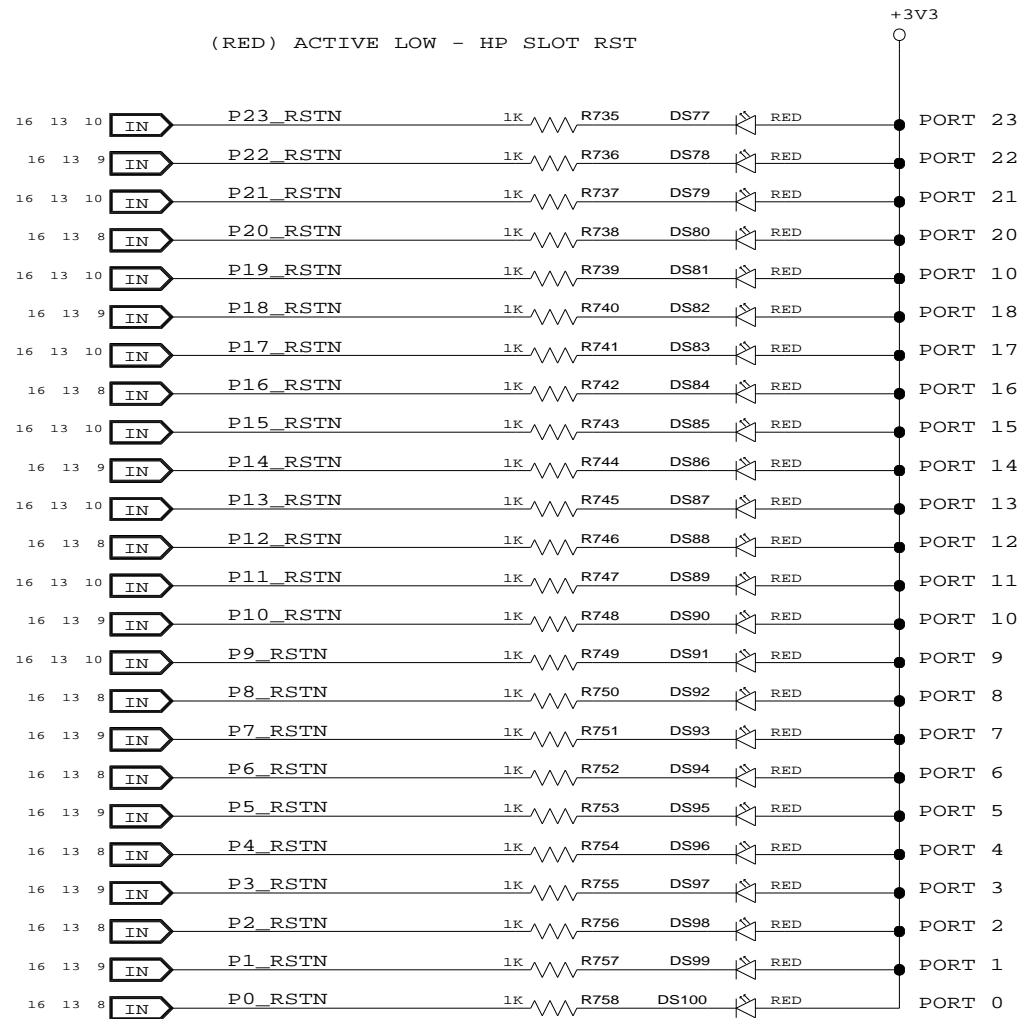 +3V3
(RED) ACTIVE LOW - HP SLOT RST
16 13 10 IN P23_RSTN 1K R735 DS77 RED PORT 23
16 13 9 IN P22_RSTN 1K R736 DS78 RED PORT 22
16 13 10 IN P21_RSTN 1K R737 DS79 RED PORT 21
16 13 8 IN P20_RSTN 1K R738 DS80 RED PORT 20
16 13 10 IN P19_RSTN 1K R739 DS81 RED PORT 10
16 13 9 IN P18_RSTN 1K R740 DS82 RED PORT 18
16 13 10 IN P17_RSTN 1K R741 DS83 RED PORT 17
16 13 8 IN P16_RSTN 1K R742 DS84 RED PORT 16
16 13 10 IN P15_RSTN 1K R743 DS85 RED PORT 15
16 13 9 IN P14_RSTN 1K R744 DS86 RED PORT 14
16 13 10 IN P13_RSTN 1K R745 DS87 RED PORT 13
16 13 8 IN P12_RSTN 1K R746 DS88 RED PORT 12
16 13 10 IN P11_RSTN 1K R747 DS89 RED PORT 11
16 13 9 IN P10_RSTN 1K R748 DS90 RED PORT 10
16 13 10 IN P9_RSTN 1K R749 DS91 RED PORT 9
16 13 8 IN P8_RSTN 1K R750 DS92 RED PORT 8
16 13 9 IN P7_RSTN 1K R751 DS93 RED PORT 7
16 13 8 IN P6_RSTN 1K R752 DS94 RED PORT 6
16 13 9 IN P5_RSTN 1K R753 DS95 RED PORT 5
16 13 8 IN P4_RSTN 1K R754 DS96 RED PORT 4
16 13 9 IN P3_RSTN 1K R755 DS97 RED PORT 3
16 13 8 IN P2_RSTN 1K R756 DS98 RED PORT 2
16 13 9 IN P1_RSTN 1K R757 DS99 RED PORT 1
16 13 8 IN P0_RSTN 1K R758 DS100 RED PORT 0